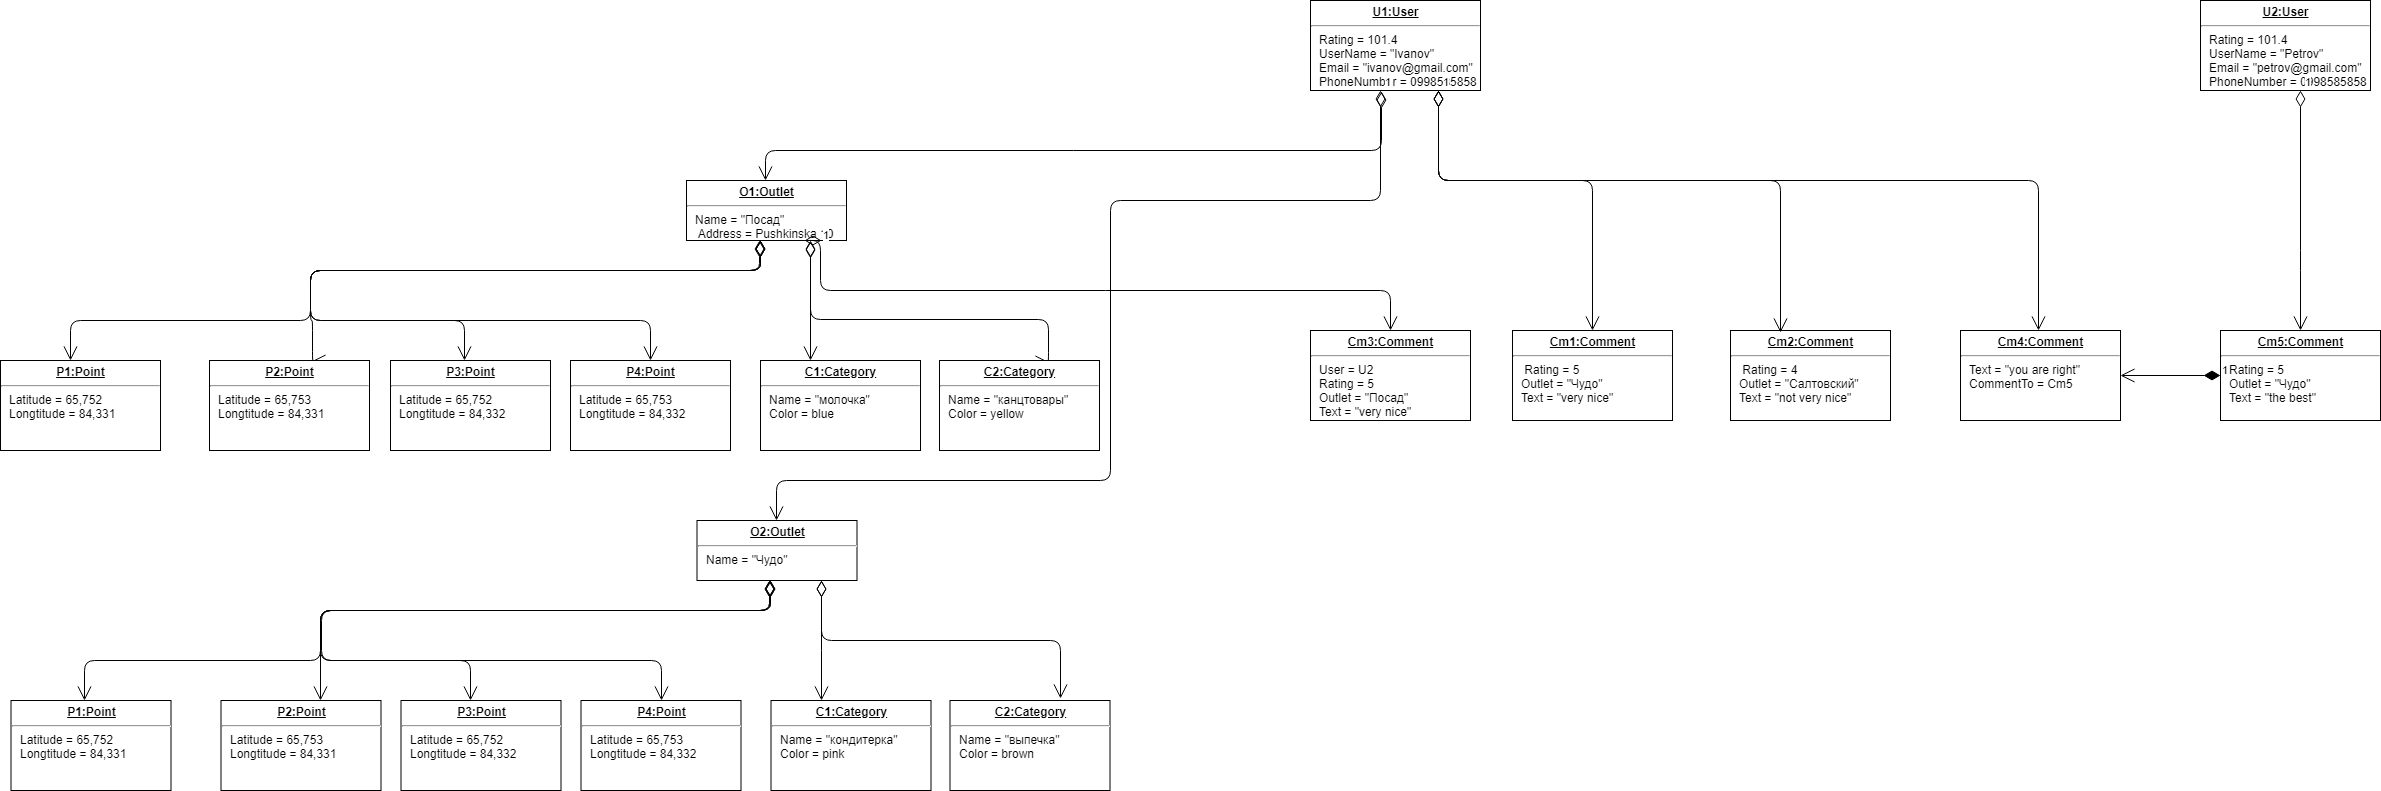 U1:User
Rating = 101.4
UserName = "Ivanov"
Email = "ivanov@gmail.com"
U2:User
Rating = 101.4
UserName = "Petrov"
Email = "petrov@gmail.com"
PhoneNumber =
O1:Outlet
Name = "Посад"
Address = Pushkinska
P1:Point
Latitude = 65,752
Longtitude = 84,331
P2:Point
Latitude = 65,753
Longtitude = 84,331
P3:Point
Latitude = 65,752
Longtitude = 84,332
P4:Point
Latitude = 65,753
Longtitude = 84,332
C1:Category
Name = "молочка"
Color = blue
C2:Category
Name = "канцтовары"
Color = yellow
Cm3:Comment
User = U2
Rating = 5
Outlet = "Посад"
Text = "very nice"
Cm1:Comment
Rating = 5
Outlet = "Чудо"
Text = "very nice"
Cm2:Comment
Rating = 4
Outlet = "Салтовский"
Text = "not very nice"
Cm4:Comment
Text = "you are right"
CommentTo = Cm5
Cm5:Comment
1
Rating = 5
Outlet = "Чудо"
Text = "the best"
O2:Outlet
Name = "Чудо"
P1:Point
Latitude = 65,752
Longtitude = 84,331
P2:Point
Latitude = 65,753
Longtitude = 84,331
P3:Point
Latitude = 65,752
Longtitude = 84,332
P4:Point
Latitude = 65,753
Longtitude = 84,332
C1:Category
Name = "кондитерка"
Color = pink
C2:Category
Name = "выпечка"
Color = brown